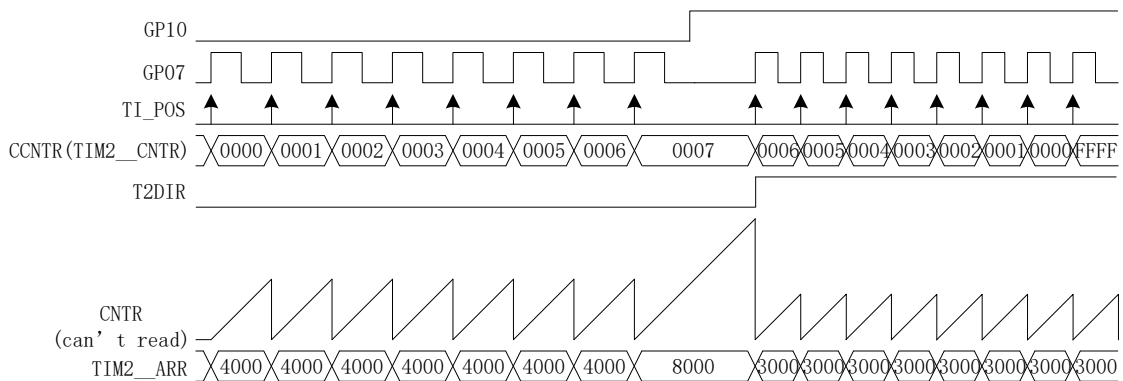 GP10
GP07
TI_POS
CCNTR(TIM2__CNTR) 0000 0001 0002 0003 0004 0005 0006 0007 0006 0005 0004 0003 0002 0001 0000 FFFF
T2DIR
CNTR
(can't read)
TIM2__ARR 4000 4000 4000 4000 4000 4000 4000 8000 3000 3000 3000 3000 3000 3000 3000 3000